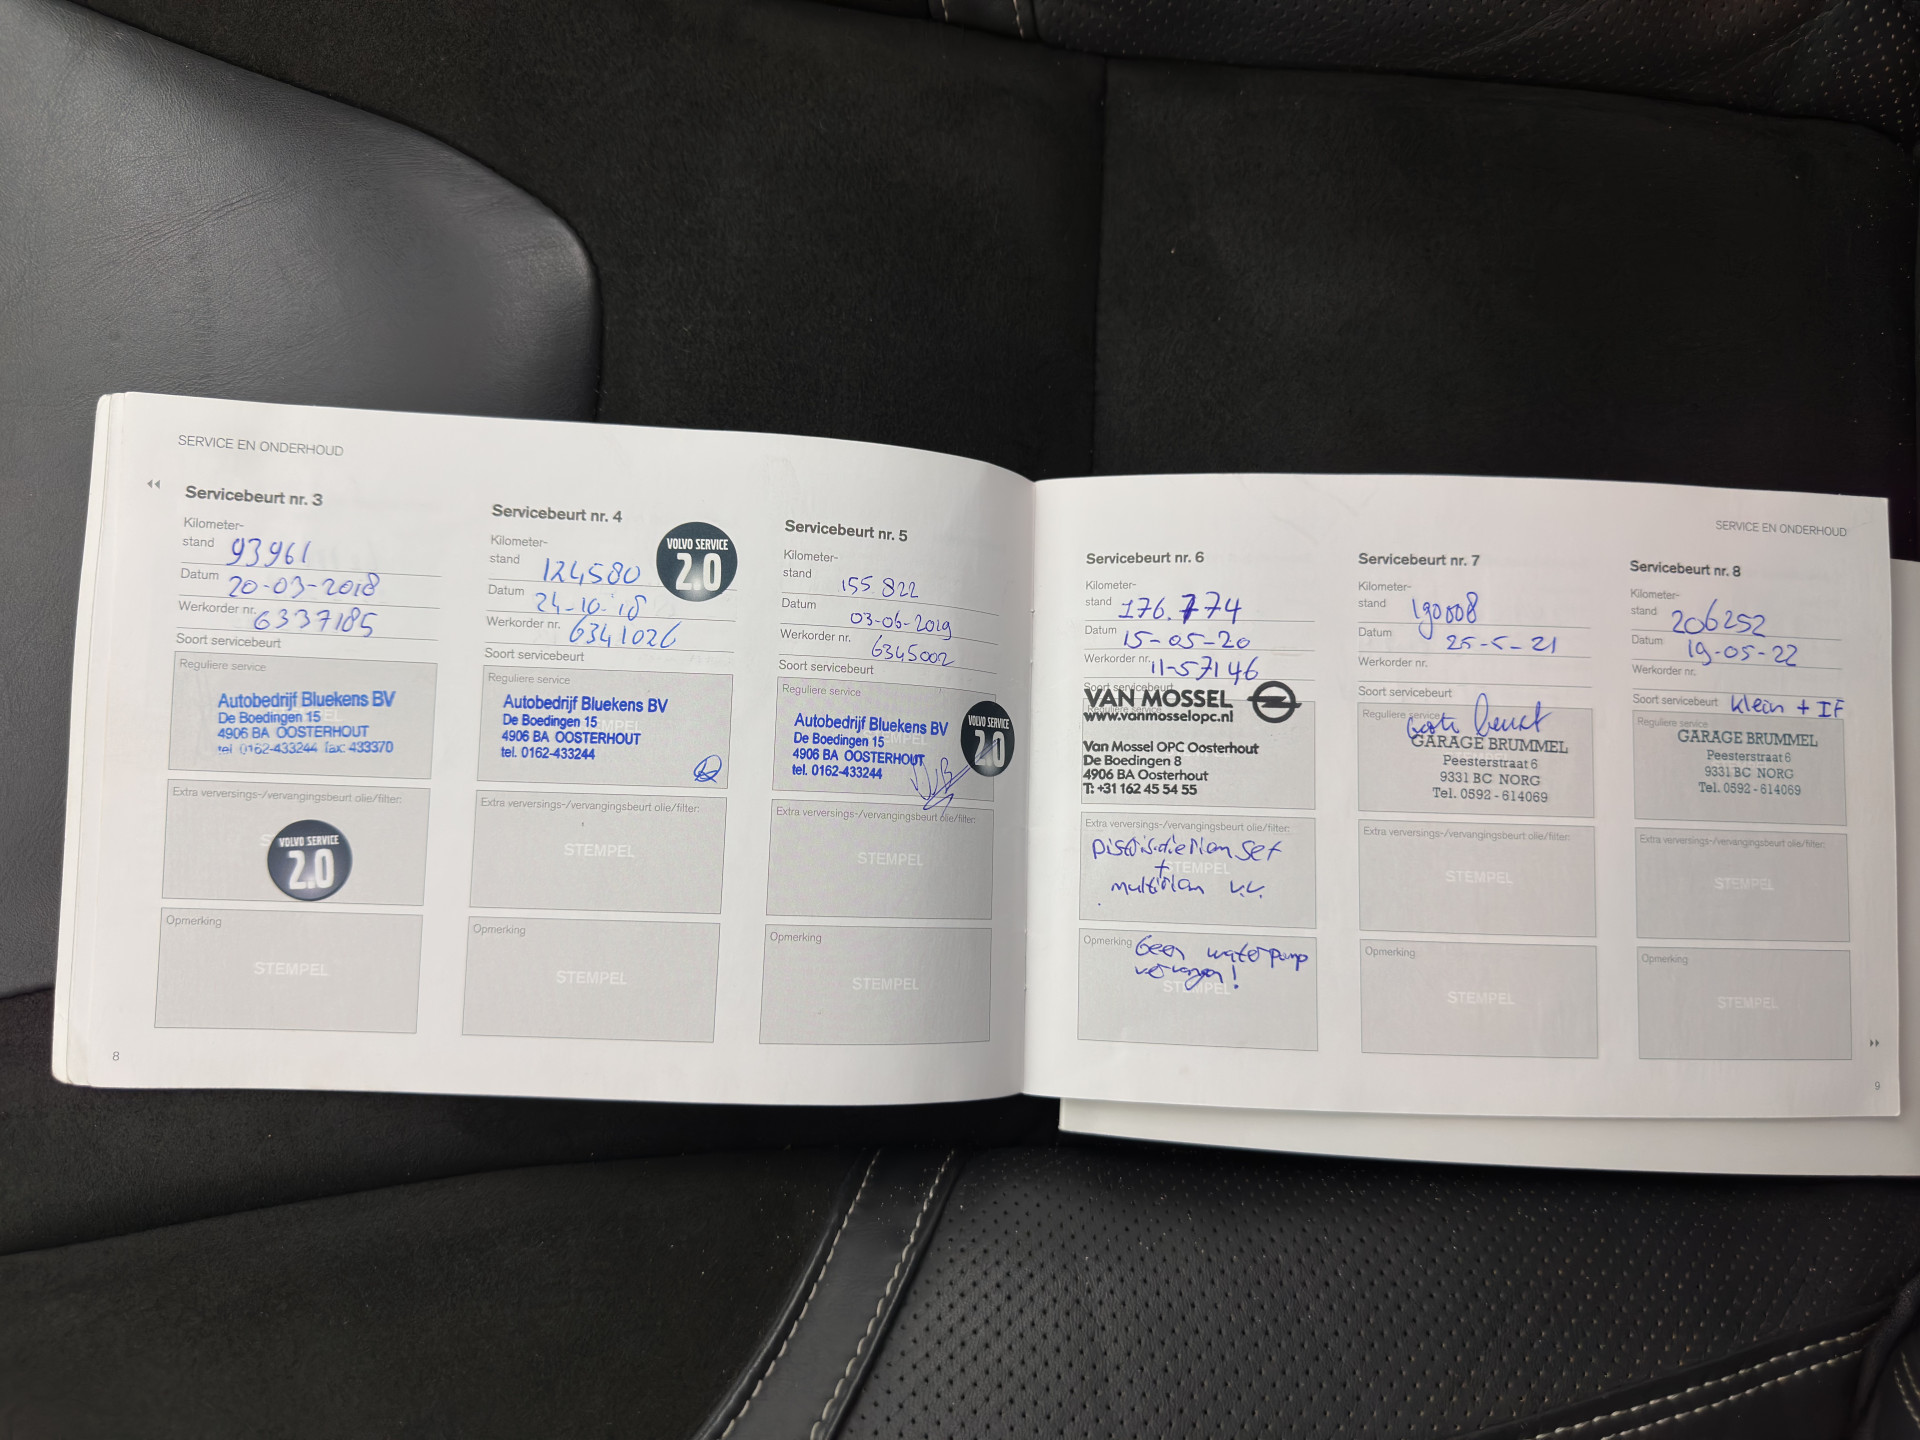 SERVICE EN ONDERHOUD
Servicebeurt nr. 3
Kilometer-
stand 93961
Datum 20-03-2018
Werkorder nr. 6337185
Soort servicebeurt
Reguliere service
Autobedrijf Bluekens BV
De Boedingen 15
4906 BA OOSTERHOUT
tel. 0162-433244 fax: 433370
Extra verversings-/vervangingsbeurt olie/filter:
VOLVO SERVICE
2.0
Opmerking
STEMPEL
8
Servicebeurt nr. 4
Kilometer-
stand 124580
VOLVO SERVICE
2.0
Datum 24-10-18
Werkorder nr. 6341026
Soort servicebeurt
Reguliere service
Autobedrijf Bluekens BV
De Boedingen 15
4906 BA OOSTERHOUT
tel. 0162-433244
Extra verversings-/vervangingsbeurt olie/filter:
STEMPEL
Opmerking
STEMPEL
Servicebeurt nr. 5
Kilometer-
stand 155.822
Datum 03-06-2019
Werkorder nr. 6345002
Soort servicebeurt
Reguliere service
Autobedrijf Bluekens BV
De Boedingen 15
4906 BA OOSTERHOUT
tel. 0162-433244
VOLVO SERVICE
2.0
Extra verversings-/vervangingsbeurt olie/filter:
STEMPEL
Opmerking
STEMPEL
SERVICE EN ONDERHOUD
Servicebeurt nr. 6
Kilometer-
stand 176.774
Datum 15-05-20
Werkorder nr. 11-57146
Soort servicebeurt
VAN MOSSEL
www.vanmosselopc.nl
Van Mossel OPC Oosterhout
De Boedingen 8
4906 BA Oosterhout
T: +31 162 45 54 55
Extra verversings-/vervangingsbeurt olie/filter:
set
+
STEMPEL
v.v.
Opmerking Geen waterpomp
vervangen!
STEMPEL
Servicebeurt nr. 7
Kilometer-
stand 190008
Datum 25-5-21
Werkorder nr.
Soort servicebeurt
Reguliere service
Grote beurt
GARAGE BRUMMEL
Peesterstraat 6
9331 BC NORG
Tel. 0592 - 614069
Extra verversings-/vervangingsbeurt olie/filter:
STEMPEL
Opmerking
STEMPEL
Servicebeurt nr. 8
Kilometer-
stand 206252
Datum 19-05-22
Werkorder nr.
Soort servicebeurt klein + IF
Reguliere service
GARAGE BRUMMEL
Peesterstraat 6
9331 BC NORG
Tel. 0592 - 614069
Extra verversings-/vervangingsbeurt olie/filter:
STEMPEL
Opmerking
STEMPEL
9